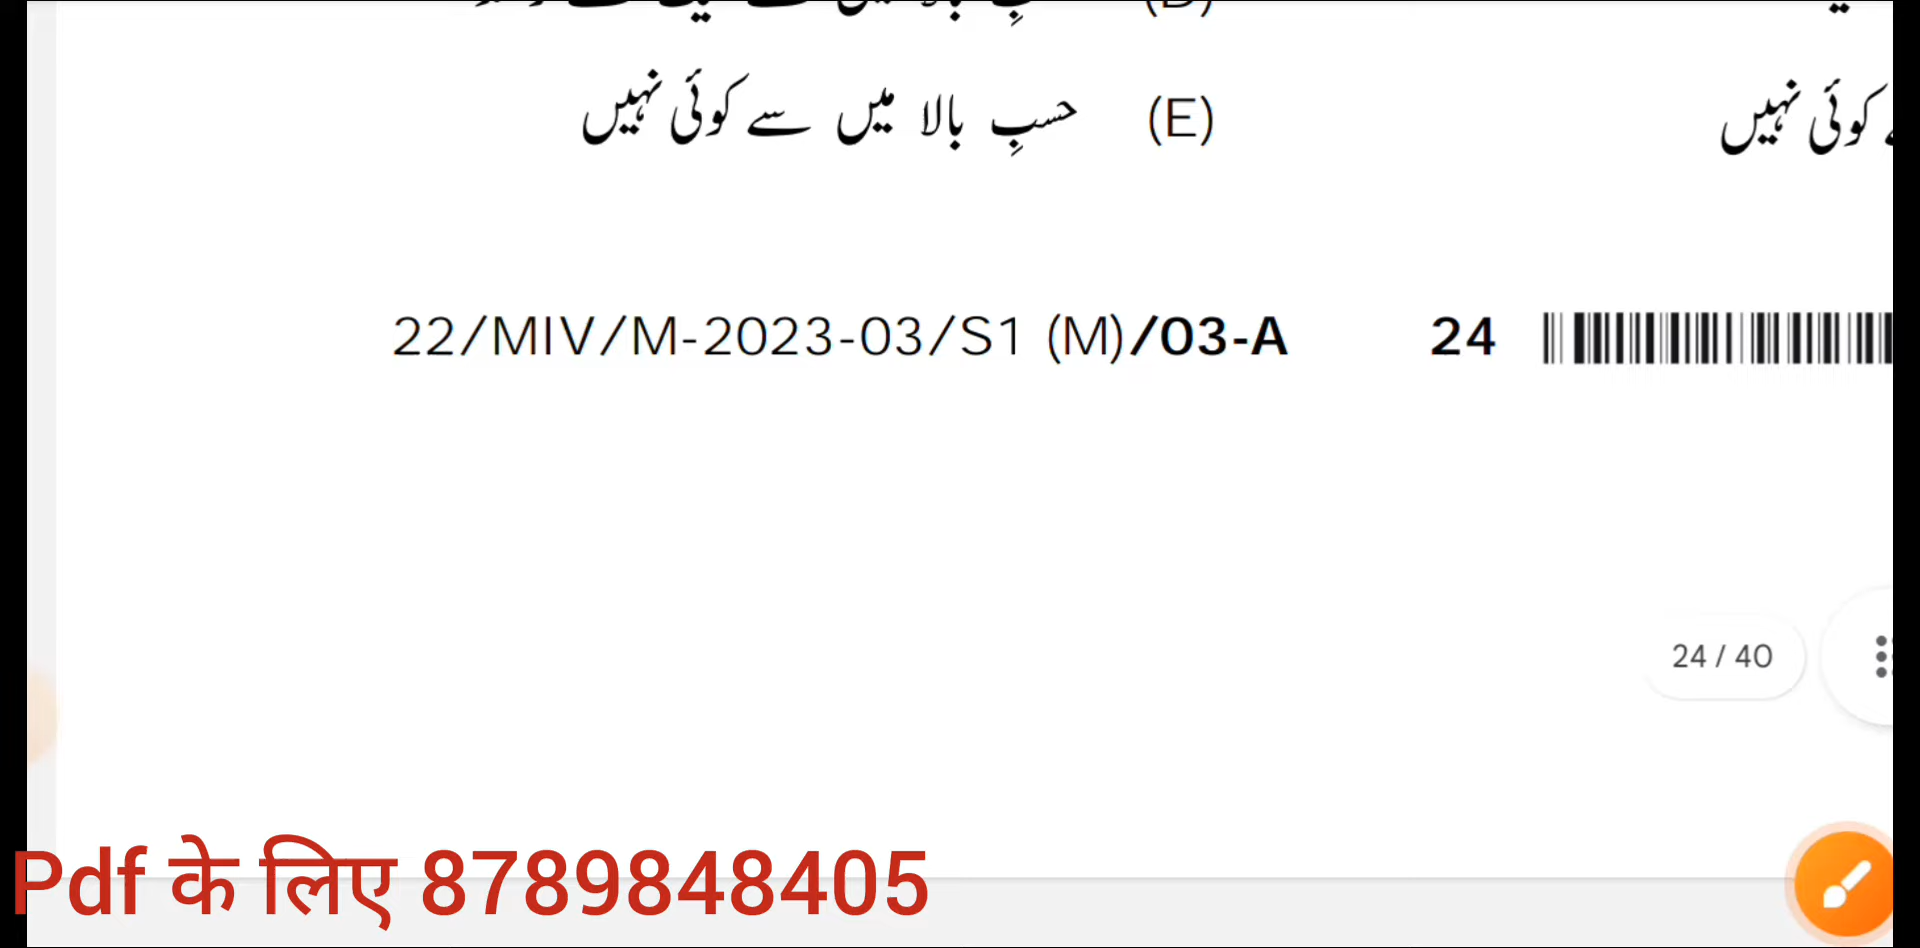 (E) حسبِ بالا میں سے کوئی نہیں
کوئی نہیں
22/MIV/M-2023-03/S1 (M)/03-A 24
24 / 40
Pdf के लिए 8789848405